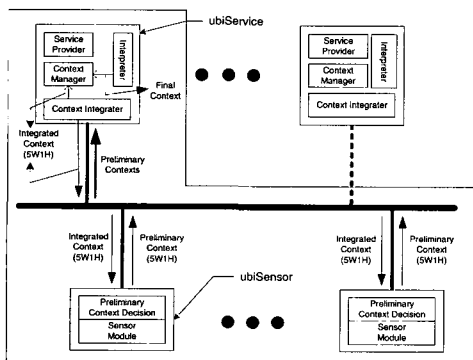 ubiService
Service
Provider
Interpreter
Context
Manager
Context Integrater
Final
Context
Integrated
Context
(5W1H)
Preliminary
Contexts
Service
Provider
Interpreter
Context
Manager
Context Integrater
Integrated
Context
(5W1H)
Preliminary
Context
(5W1H)
Integrated
Context
(5W1H)
Preliminary
Context
(5W1H)
ubiSensor
Preliminary
Context Decision
Sensor
Module
Preliminary
Context Decision
Sensor
Module